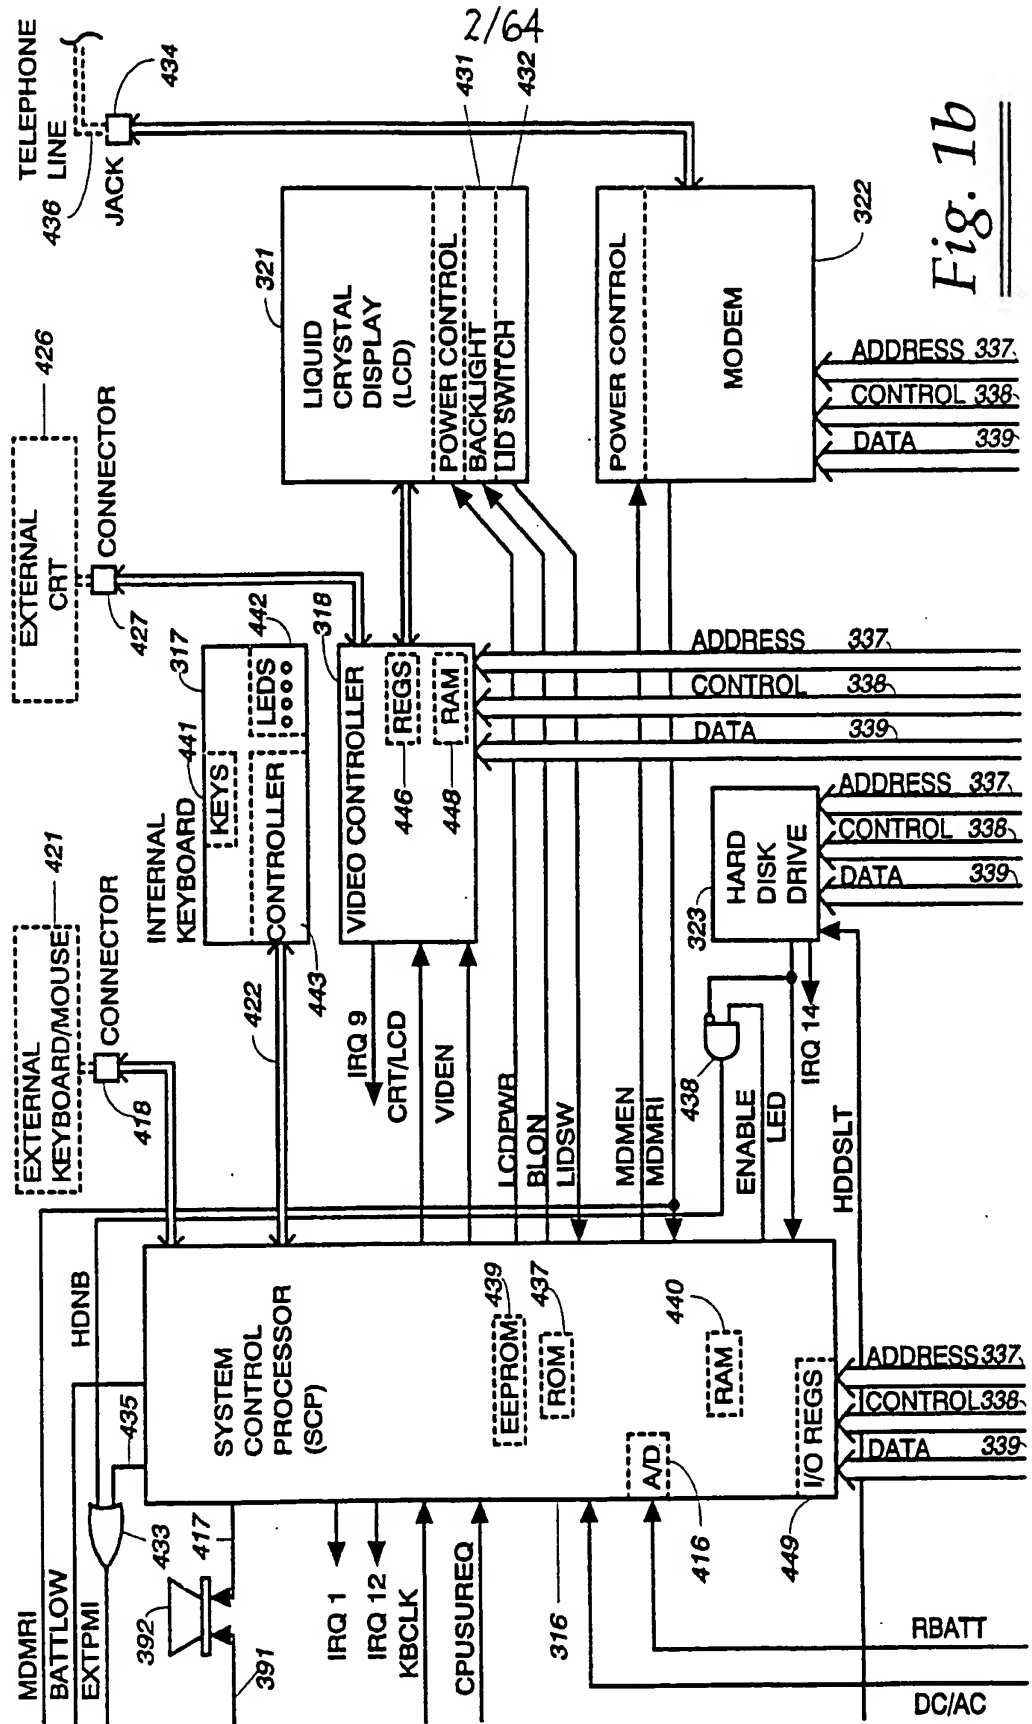 2/64
TELEPHONE
LINE
436
JACK
434
EXTERNAL
CRT
426
CONNECTOR
427
EXTERNAL
KEYBOARD/MOUSE
421
CONNECTOR
418
LIQUID
CRYSTAL
DISPLAY
(LCD)
321
POWER CONTROL
BACKLIGHT
LID SWITCH
431
432
POWER CONTROL
MODEM
322
ADDRESS 337
CONTROL 338
DATA 339
INTERNAL
KEYBOARD
317
KEYS
441
LEDS
442
CONTROLLER
443
422
VIDEO CONTROLLER
318
REGS
446
RAM
448
ADDRESS 337
CONTROL 338
DATA 339
IRQ 9
CRT/LCD
VIDEN
LCDPWR
BLON
LIDSW
MDMEN
MDMRI
HARD
DISK
DRIVE
323
ADDRESS 337
CONTROL 338
DATA 339
438
ENABLE
LED
IRQ 14
HDDSLT
HDNB
435
SYSTEM
CONTROL
PROCESSOR
(SCP)
EEPROM
439
ROM
437
RAM
440
A/D
416
I/O REGS
449
ADDRESS 337
CONTROL 338
DATA 339
MDMRI
BATTLOW
EXTPMI
433
392
417
391
IRQ 1
IRQ 12
KBCLK
CPUSUREQ
316
RBATT
DC/AC
Fig. 1b